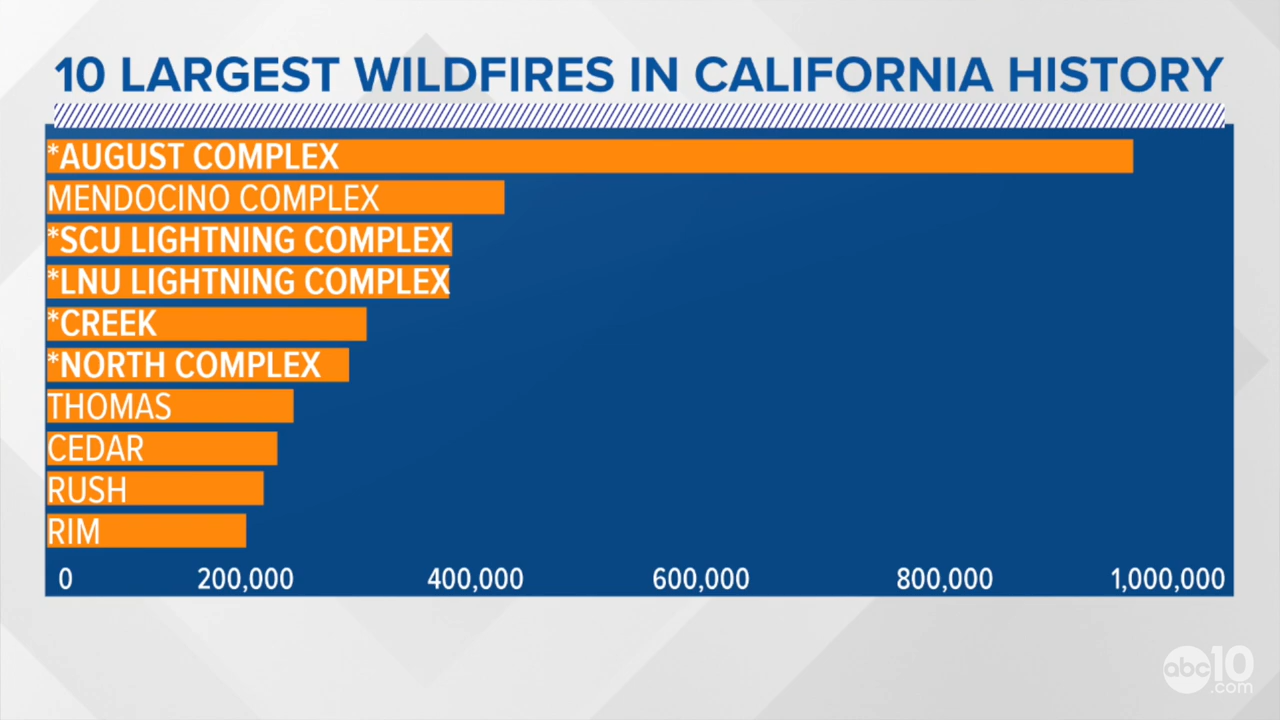 10 LARGEST WILDFIRES IN CALIFORNIA HISTORY
*AUGUST COMPLEX
MENDOCINO COMPLEX
*SCU LIGHTNING COMPLEX
*LNU LIGHTNING COMPLEX
*CREEK
*NORTH COMPLEX
THOMAS
CEDAR
RUSH
RIM
0 200,000 400,000 600,000 800,000 1,000,000
abc10
.com